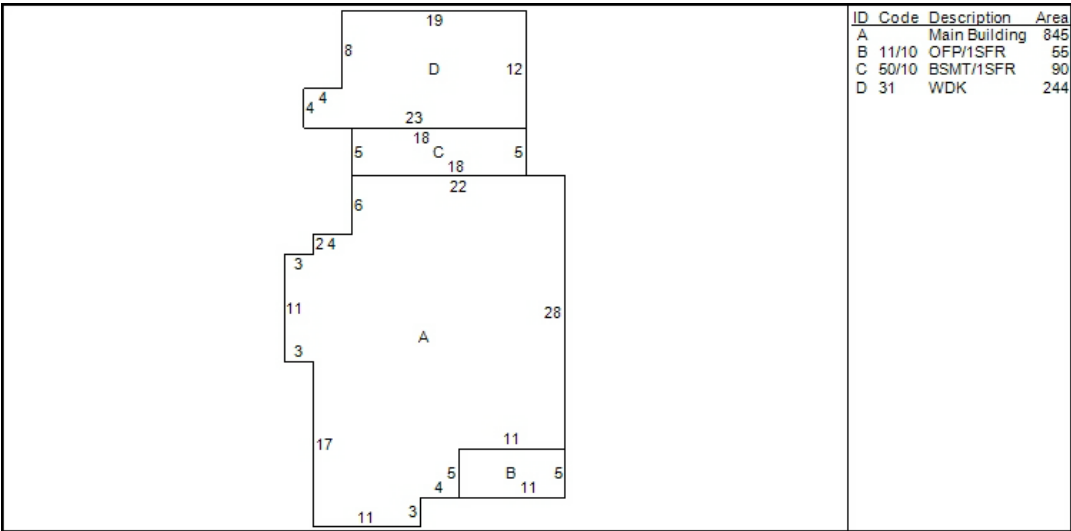 19
8
D
12
4
4
23
18
5
C
5
18
22
6
2 4
3
11
28
A
3
17
11
5
B
5
4
11
3
11
ID Code Description Area
A Main Building 845
B 11/10 OFP/1SFR 55
C 50/10 BSMT/1SFR 90
D 31 WDK 244